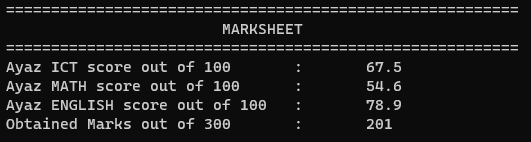 ============================================================
MARKSHEET
============================================================
Ayaz ICT score out of 100 : 67.5
Ayaz MATH score out of 100 : 54.6
Ayaz ENGLISH score out of 100 : 78.9
Obtained Marks out of 300 : 201